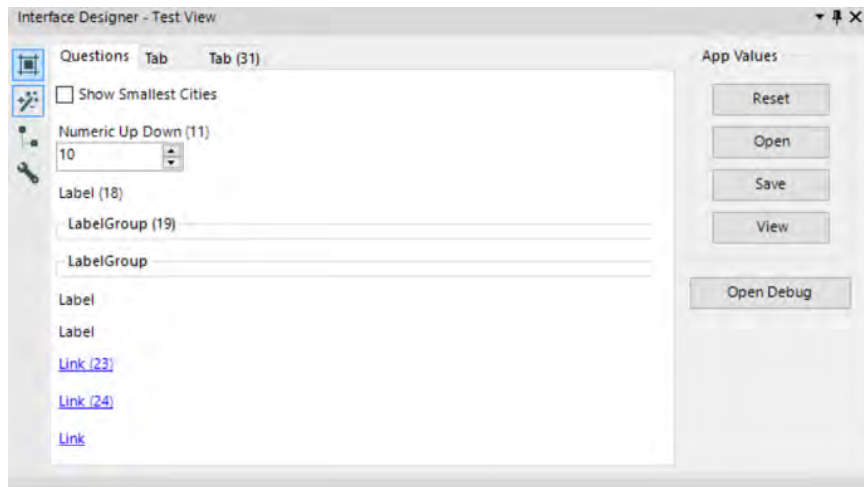 Interface Designer - Test View
Questions Tab Tab (31)
Show Smallest Cities
Numeric Up Down (11)
10
Label (18)
LabelGroup (19)
LabelGroup
Label
Label
Link (23)
Link (24)
Link
App Values
Reset
Open
Save
View
Open Debug